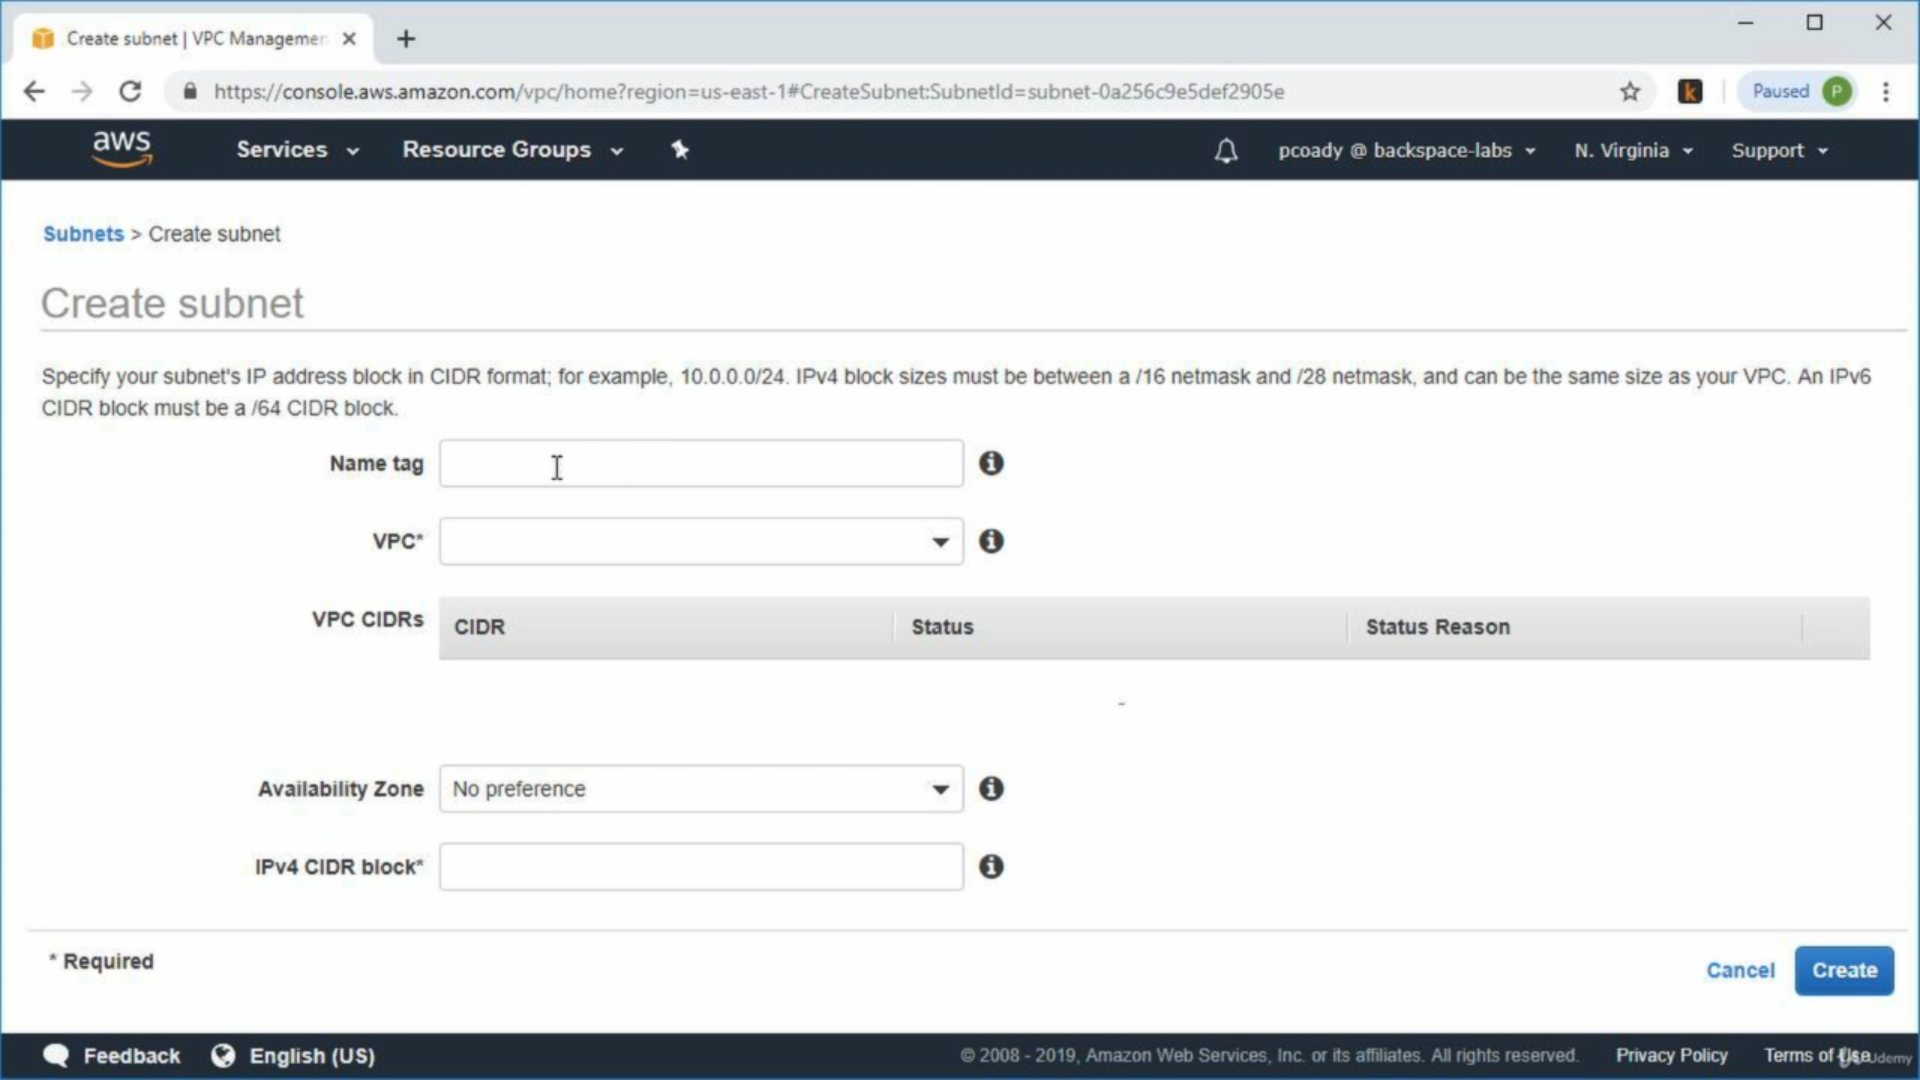 Create subnet | VPC Managemen
https://console.aws.amazon.com/vpc/home?region=us-east-1#CreateSubnet:SubnetId=subnet-0a256c9e5def2905e
k
Paused P
aws Services Resource Groups pcoady @ backspace-labs N. Virginia Support
Subnets > Create subnet
Create subnet
Specify your subnet's IP address block in CIDR format; for example, 10.0.0.0/24. IPv4 block sizes must be between a /16 netmask and /28 netmask, and can be the same size as your VPC. An IPv6
CIDR block must be a /64 CIDR block.
Name tag
VPC*
VPC CIDRs CIDR Status Status Reason
-
Availability Zone No preference
IPv4 CIDR block*
* Required
Cancel Create
Feedback English (US) © 2008 - 2019, Amazon Web Services, Inc. or its affiliates. All rights reserved. Privacy Policy Terms of Use
Udemy